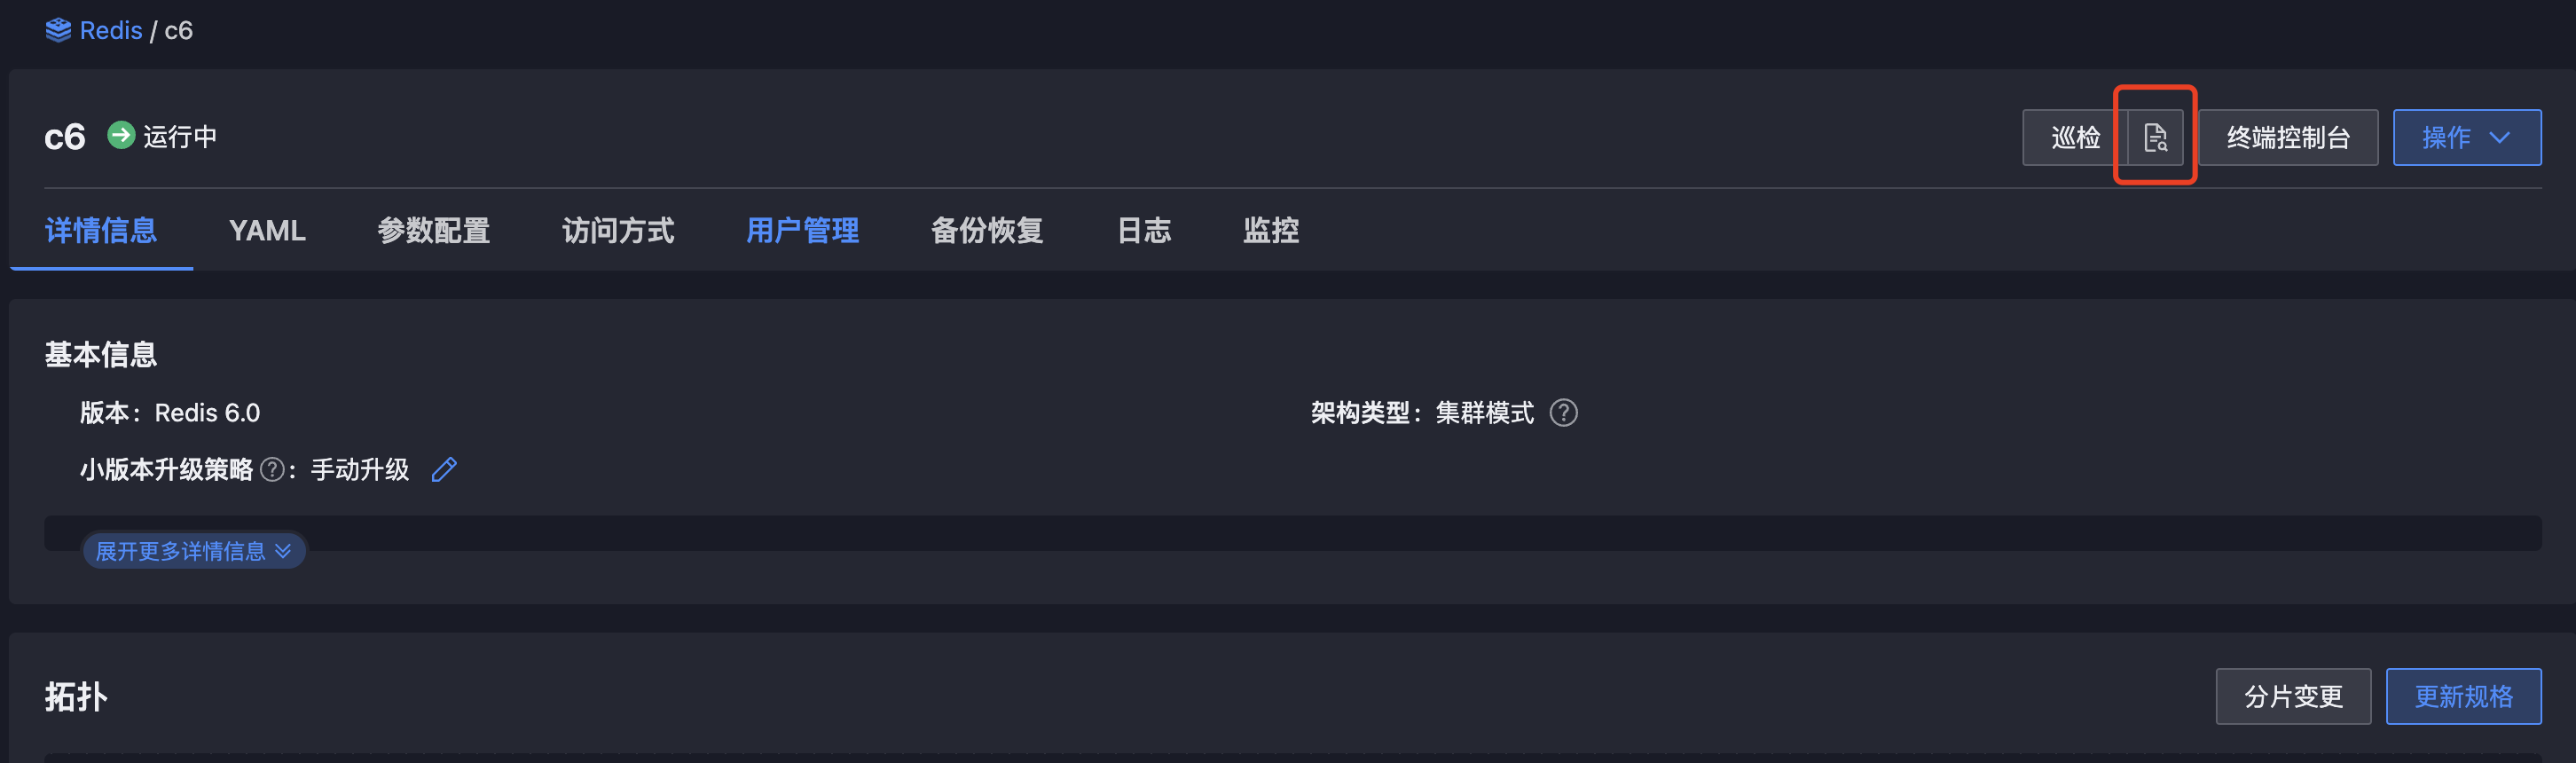 Redis / c6
c6 运行中 巡检 终端控制台 操作
详情信息 YAML 参数配置 访问方式 用户管理 备份恢复 日志 监控
基本信息
版本： Redis 6.0 架构类型： 集群模式 ?
小版本升级策略 ?： 手动升级
展开更多详情信息
拓扑 分片变更 更新规格